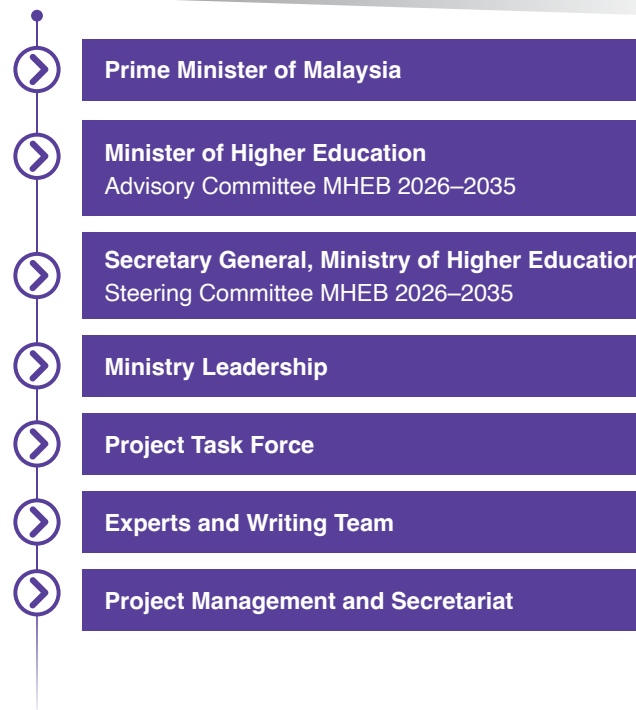 Prime Minister of Malaysia
Minister of Higher Education
Advisory Committee MHEB 2026–2035
Secretary General, Ministry of Higher Education
Steering Committee MHEB 2026–2035
Ministry Leadership
Project Task Force
Experts and Writing Team
Project Management and Secretariat